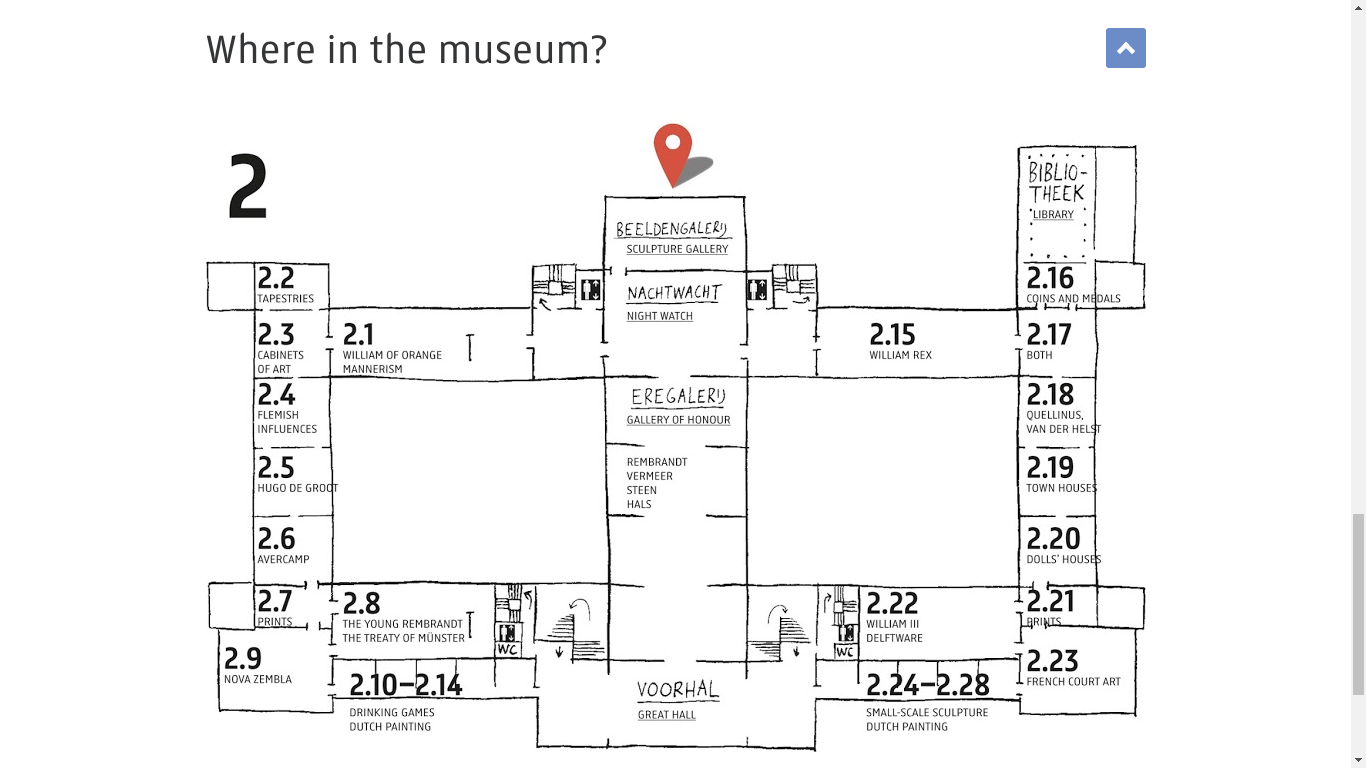 Where in the museum?
2
BIBLIO-
THEEK
LIBRARY
BEELDENGALERIJ
SCULPTURE GALLERY
2.2
TAPESTRIES
NACHTWACHT
NIGHT WATCH
2.16
COINS AND MEDALS
2.3
CABINETS
OF ART
2.1
WILLIAM OF ORANGE
MANNERISM
2.15
WILLIAM REX
2.17
BOTH
2.4
FLEMISH
INFLUENCES
EREGALERIJ
GALLERY OF HONOUR
2.18
QUELLINUS,
VAN DER HELST
2.5
HUGO DE GROOT
REMBRANDT
VERMEER
STEEN
HALS
2.19
TOWN HOUSES
2.6
AVERCAMP
2.20
DOLLS' HOUSES
2.7
PRINTS
2.8
THE YOUNG REMBRANDT
THE TREATY OF MÜNSTER
WC
WC
2.22
WILLIAM III
DELFTWARE
2.21
PRINTS
2.9
NOVA ZEMBLA
2.10–2.14
DRINKING GAMES
DUTCH PAINTING
VOORHAL
GREAT HALL
2.24–2.28
SMALL-SCALE SCULPTURE
DUTCH PAINTING
2.23
FRENCH COURT ART